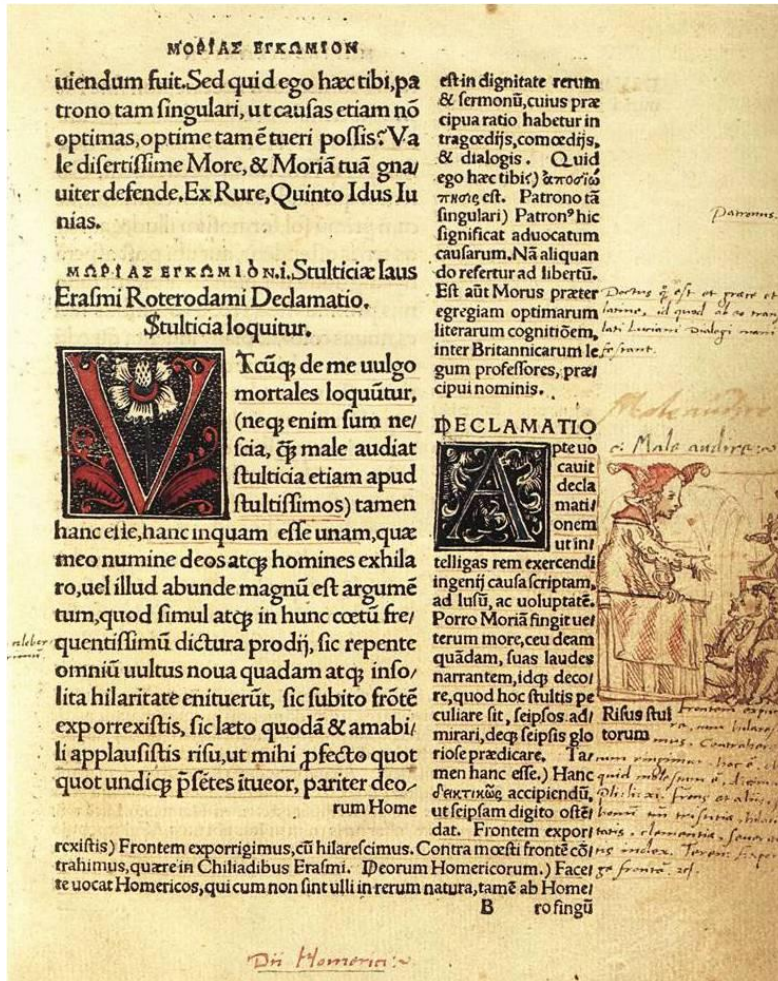 ΜΟΡΙΑΣ ΕΓΚΩΜΙΟΝ
uiendum fuit. Sed quid ego hæc tibi, pa
trono tam ſingulari, ut cauſas etiam nõ
optimas, optime tamẽ tueri poſſis? Va
le diſertiſſime More, & Moriã tuã gna/
uiter defende. Ex Rure, Quinto Idus Iu
nias.
ΜΩΡΙΑΣ ΕΓΚΩΜΙΟΝ.i. Stulticiæ laus
Eraſmi Roterodami Declamatio.
Stulticia loquitur.
VTcũq; de me uulgo
mortales loquũtur,
(neq; enim ſum ne/
ſcia, q̃ male audiat
ſtulticia etiam apud
ſtultiſſimos) tamen
hanc eſſe, hanc inquam eſſe unam, quæ
meo numine deos atq; homines exhila
ro, uel illud abunde magnũ eſt argumẽ
tum, quod ſimul atq; in hunc cœtũ fre/
quentiſſimũ dictura prodij, ſic repente
omniũ uultus noua quadam atq; inſo/
lita hilaritate enituerũt, ſic ſubito frõtẽ
exporrexiſtis, ſic læto quodã & amabi/
li applauſiſtis riſu, ut mihi ꝓfecto quot
quot undiq; p̃ſẽtes ĩtueor, pariter deo/
rum Home
eſt in dignitate rerum
& ſermonũ, cuius præ
cipua ratio habetur in
tragœdijs, comœdijs,
& dialogis. Quid
ego hæc tibi?) ἀποσιώ
πησις eſt. Patrono tã
ſingulari) Patronꝰ hic
ſignificat aduocatum
cauſarum. Nã aliquan
do refertur ad libertũ.
Eſt aũt Morus præter
egregiam optimarum
literarum cognitiõem,
inter Britannicarum le
gum profeſſores, præ/
cipui nominis.
DECLAMATIO
Apte uo
cauit
decla
mati/
onem
ut in/
telligas rem exercendi
ingenij cauſa ſcriptam,
ad luſũ, ac uoluptatẽ.
Porro Moriã fingit ue/
terum more, ceu deam
quãdam, ſuas laudes
narrantem, idq; deco/
re, quod hoc ſtultis pe
culiare ſit, ſeipſos ad/
mirari, deq; ſeipſis glo
rioſe prædicare. Ta/
men hanc eſſe.) Hanc
δεικτικῶς accipiendũ,
ut ſeipſam digito oſtẽ/
dat. Frontem expor/
rexiſtis) Frontem exporrigimus, cũ hilareſcimus. Contra mœſti frontẽ cõ/
trahimus, quære in Chiliadibus Eraſmi. Deorum Homericorum.) Face/
te uocat Homericos, qui cum non ſint ulli in rerum natura, tamẽ ab Home/
B ro fingũ
Patronus.
Male audire
Male audire
Riſus ſtul
torum
Dii Homerici